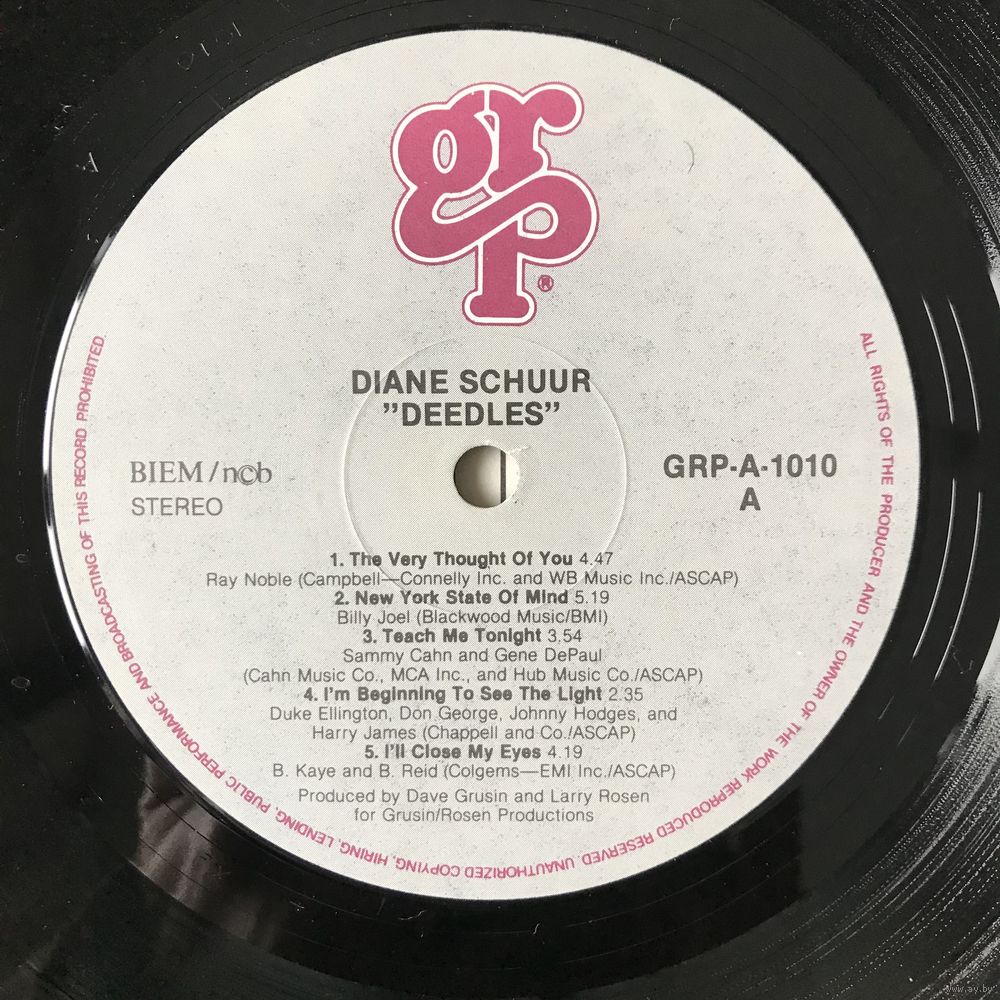 grp®
DIANE SCHUUR
”DEEDLES”
BIEM/n©b
STEREO
GRP-A-1010
A
1. The Very Thought Of You 4.47
Ray Noble (Campbell—Connelly Inc. and WB Music Inc./ASCAP)
2. New York State Of Mind 5.19
Billy Joel (Blackwood Music/BMI)
3. Teach Me Tonight 3.54
Sammy Cahn and Gene DePaul
(Cahn Music Co., MCA Inc., and Hub Music Co./ASCAP)
4. I'm Beginning To See The Light 2.35
Duke Ellington, Don George, Johnny Hodges, and
Harry James (Chappell and Co./ASCAP)
5. I'll Close My Eyes 4.19
B. Kaye and B. Reid (Colgems—EMI Inc./ASCAP)
Produced by Dave Grusin and Larry Rosen
for Grusin/Rosen Productions
ALL RIGHTS OF THE PRODUCER AND THE OWNER OF THE WORK REPRODUCED RESERVED. UNAUTHORIZED COPYING, HIRING, LENDING, PUBLIC PERFORMANCE AND BROADCASTING OF THIS RECORD PROHIBITED
www.ay.by